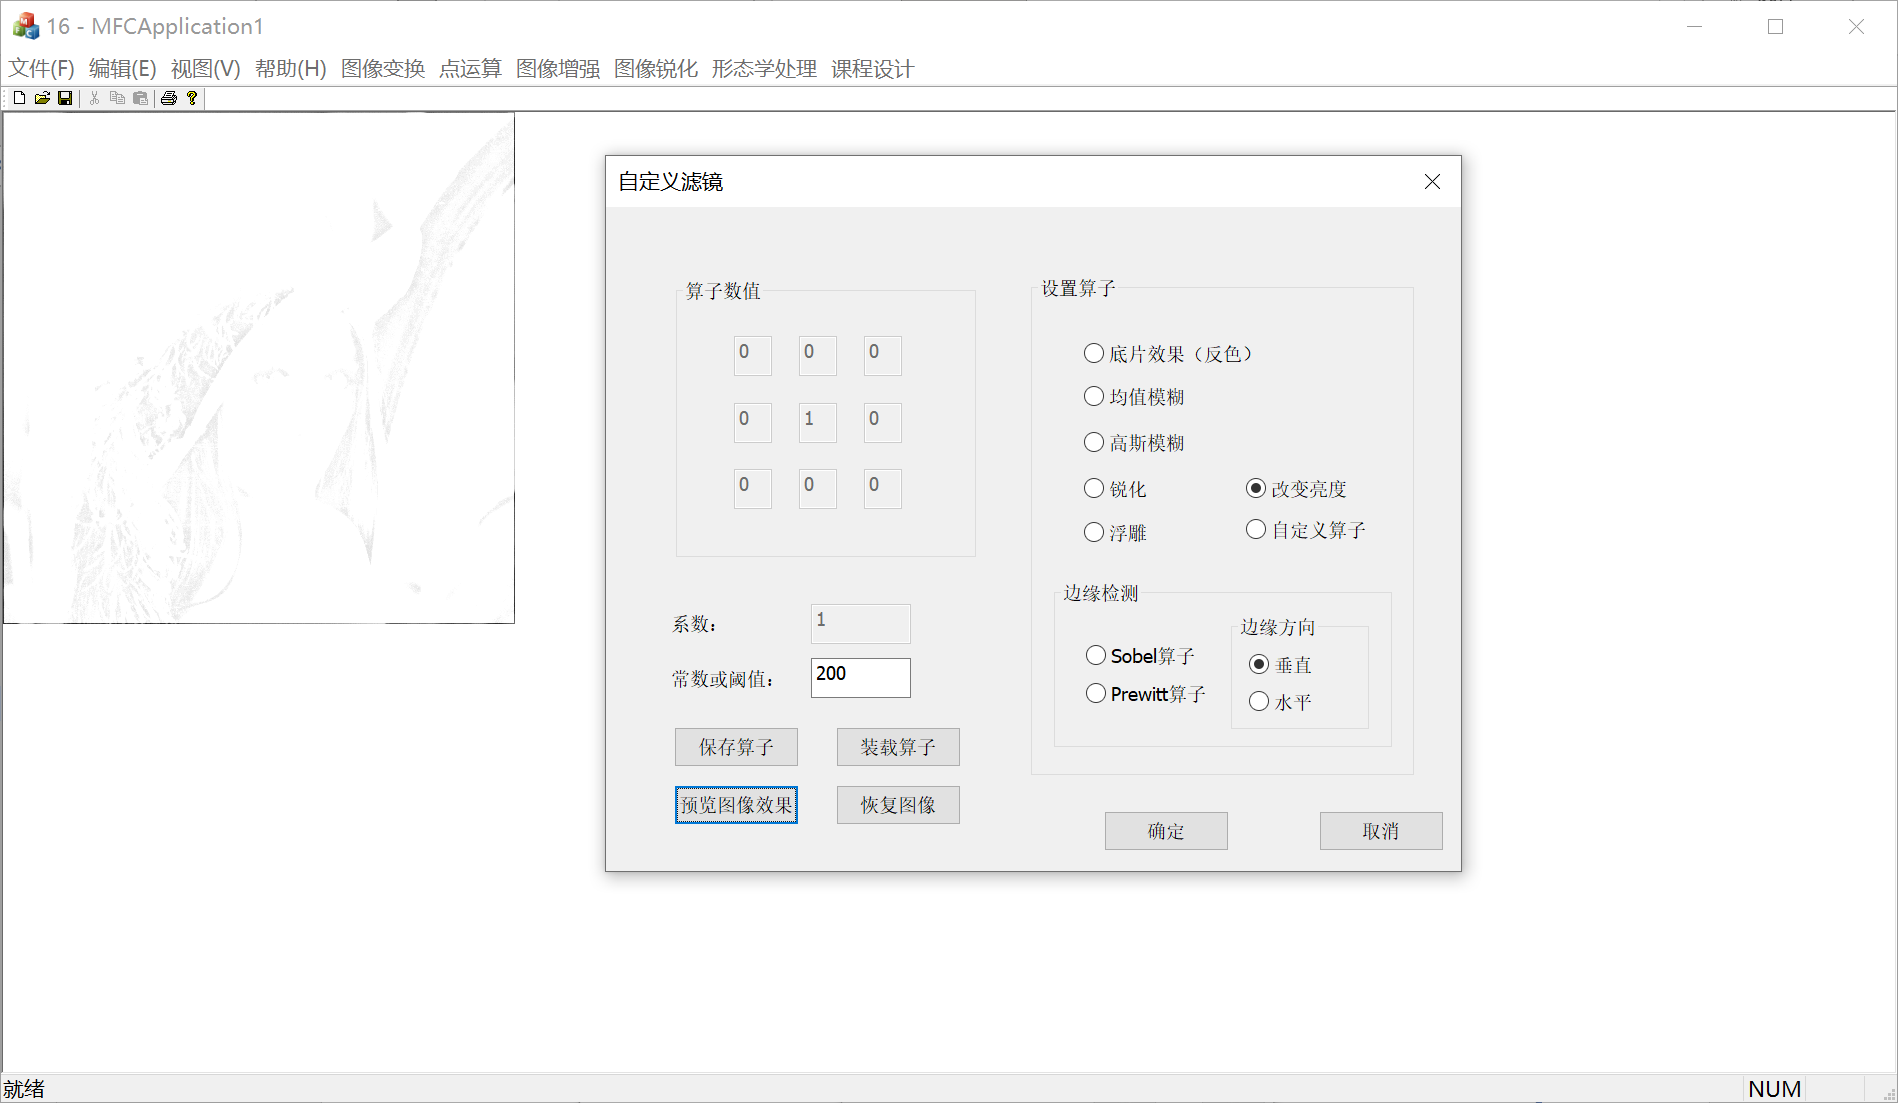 16 - MFCApplication1
文件(F) 编辑(E) 视图(V) 帮助(H) 图像变换 点运算 图像增强 图像锐化 形态学处理 课程设计
自定义滤镜
算子数值
0 0 0
0 1 0
0 0 0
系数：
1
常数或阈值：
200
保存算子 装载算子
预览图像效果 恢复图像
设置算子
底片效果（反色）
均值模糊
高斯模糊
锐化 改变亮度
浮雕 自定义算子
边缘检测
Sobel算子
Prewitt算子
边缘方向
垂直
水平
确定 取消
就绪 NUM